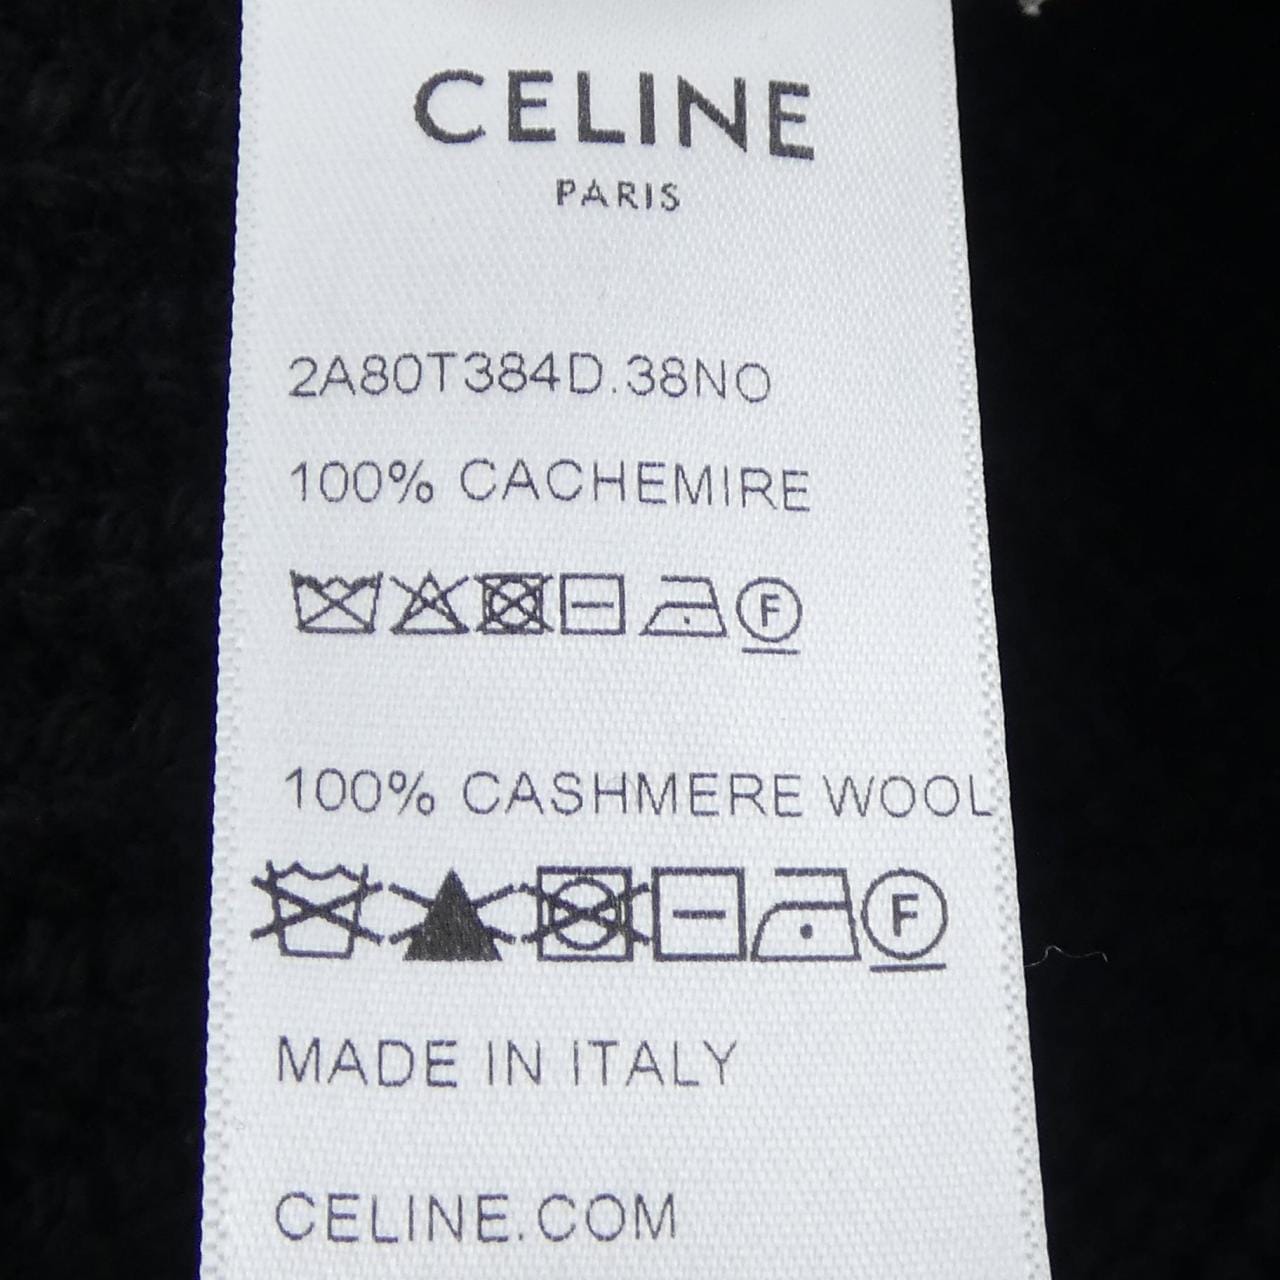 CELINE
PARIS
2A80T384D.38NO
100% CACHEMIRE
F
100% CASHMERE WOOL
F
MADE IN ITALY
CELINE.COM